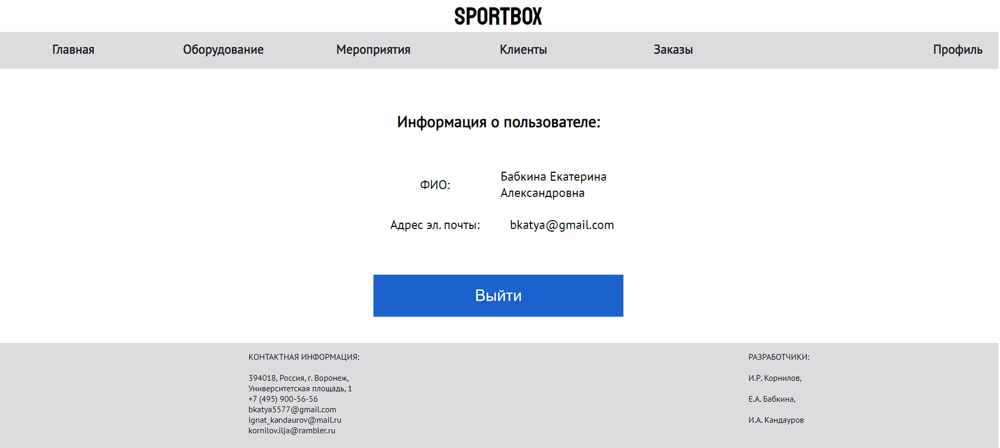 SPORTBOX
Главная Оборудование Мероприятия Клиенты Заказы Профиль
Информация о пользователе:
ФИО: Бабкина Екатерина
Александровна
Адрес эл. почты: bkatya@gmail.com
Выйти
КОНТАКТНАЯ ИНФОРМАЦИЯ:
394018, Россия, г. Воронеж,
Университетская площадь, 1
+7 (495) 900-56-56
bkatya5577@gmail.com
ignat_kandaurov@mail.ru
kornilov.ilja@rambler.ru
РАЗРАБОТЧИКИ:
И.Р. Корнилов,
Е.А. Бабкина,
И.А. Кандауров